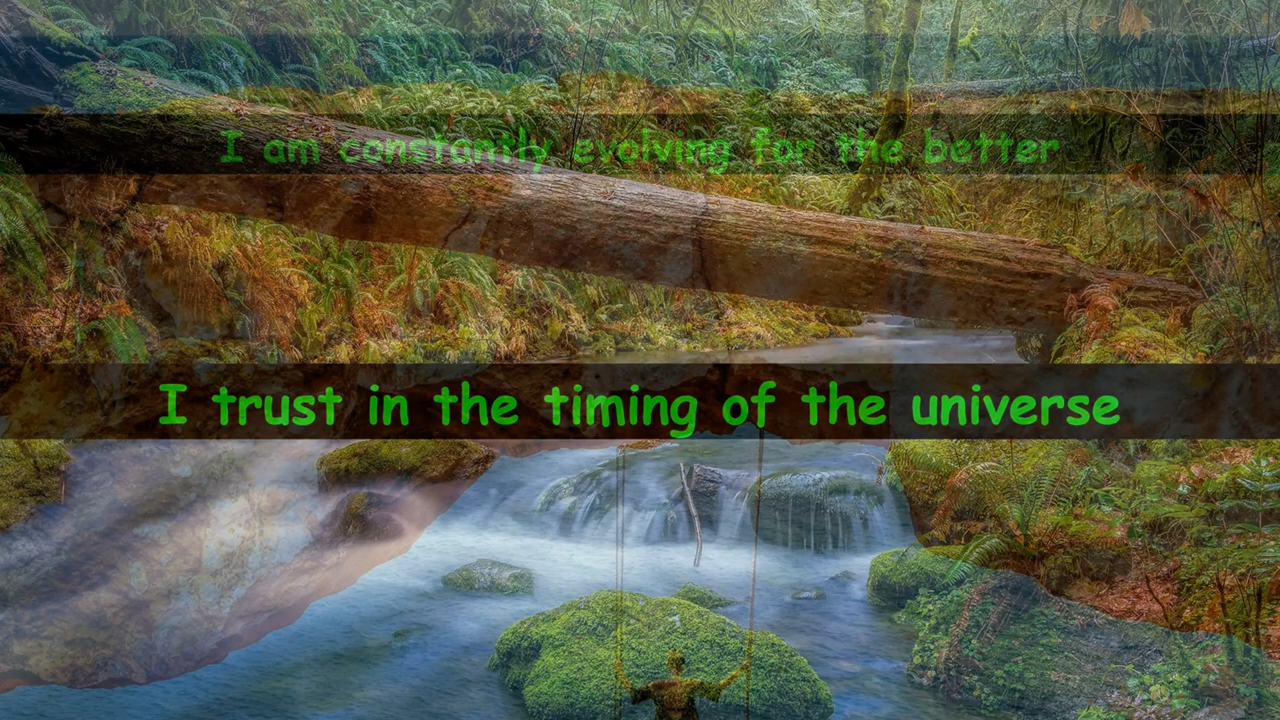 I am constantly evolving for the better
I trust in the timing of the universe